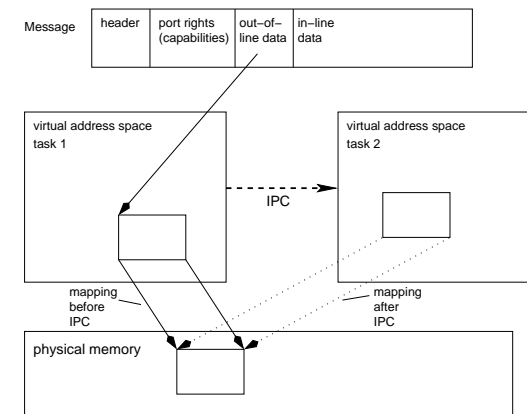 Message
header
port rights
(capabilities)
out−of−
line data
in−line
data
virtual address space
task 1
virtual address space
task 2
IPC
mapping
before
IPC
mapping
after
IPC
physical memory